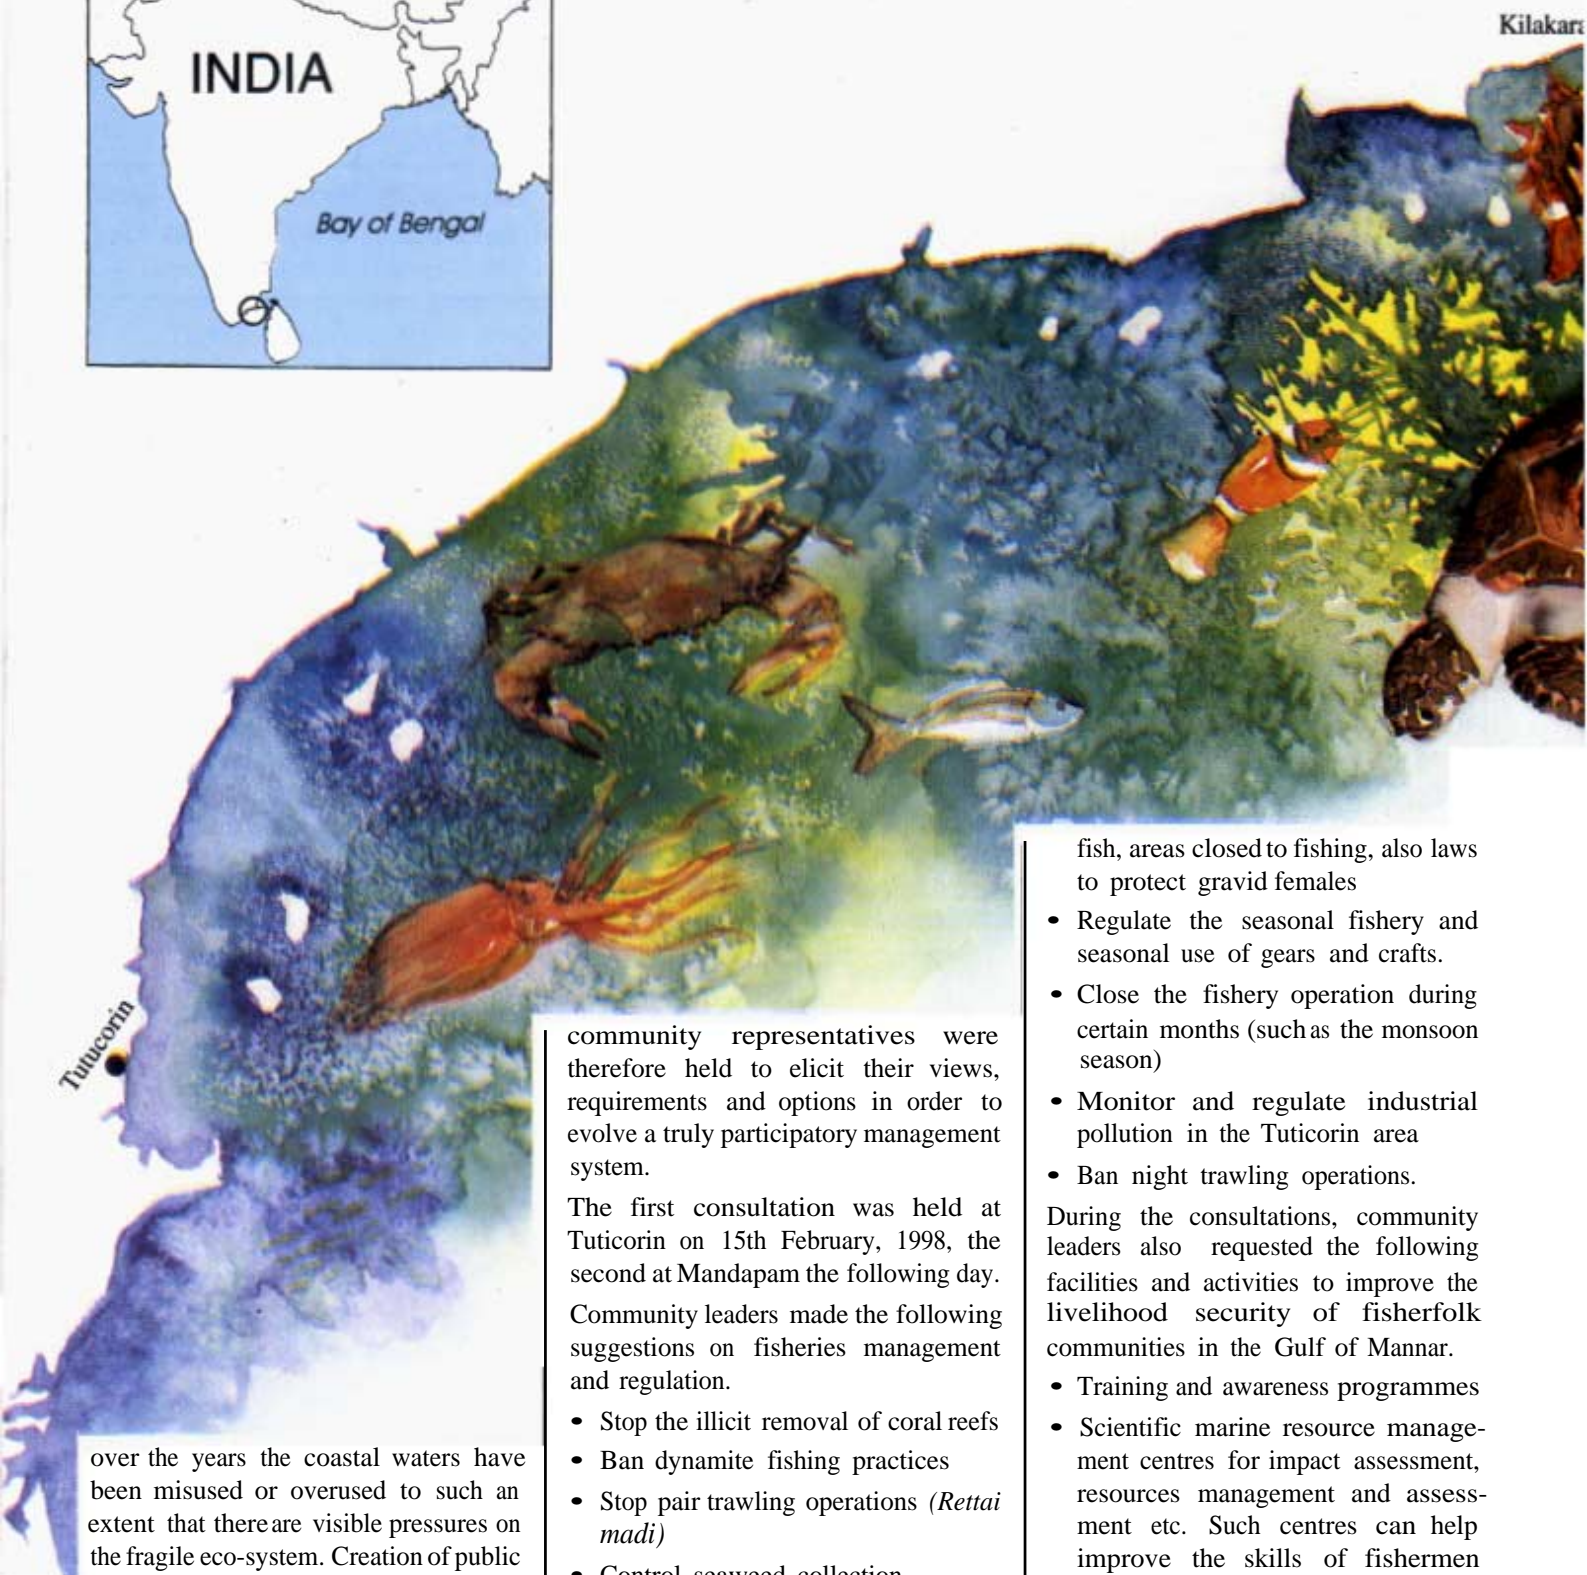 INDIA
Bay of Bengal
Tutucorin
over the years the coastal waters have
been misused or overused to such an
extent that there are visible pressures on
the fragile eco-system. Creation of public
community representatives were
therefore held to elicit their views,
requirements and options in order to
evolve a truly participatory management
system.
The first consultation was held at
Tuticorin on 15th February, 1998, the
second at Mandapam the following day.
Community leaders made the following
suggestions on fisheries management
and regulation.
• Stop the illicit removal of coral reefs
• Ban dynamite fishing practices
• Stop pair trawling operations (Rettai
madi)
• Control seaweed collection
fish, areas closed to fishing, also laws
to protect gravid females
• Regulate the seasonal fishery and
seasonal use of gears and crafts.
• Close the fishery operation during
certain months (such as the monsoon
season)
• Monitor and regulate industrial
pollution in the Tuticorin area
• Ban night trawling operations.
During the consultations, community
leaders also requested the following
facilities and activities to improve the
livelihood security of fisherfolk
communities in the Gulf of Mannar.
• Training and awareness programmes
• Scientific marine resource manage-
ment centres for impact assessment,
resources management and assess-
ment etc. Such centres can help
improve the skills of fishermen